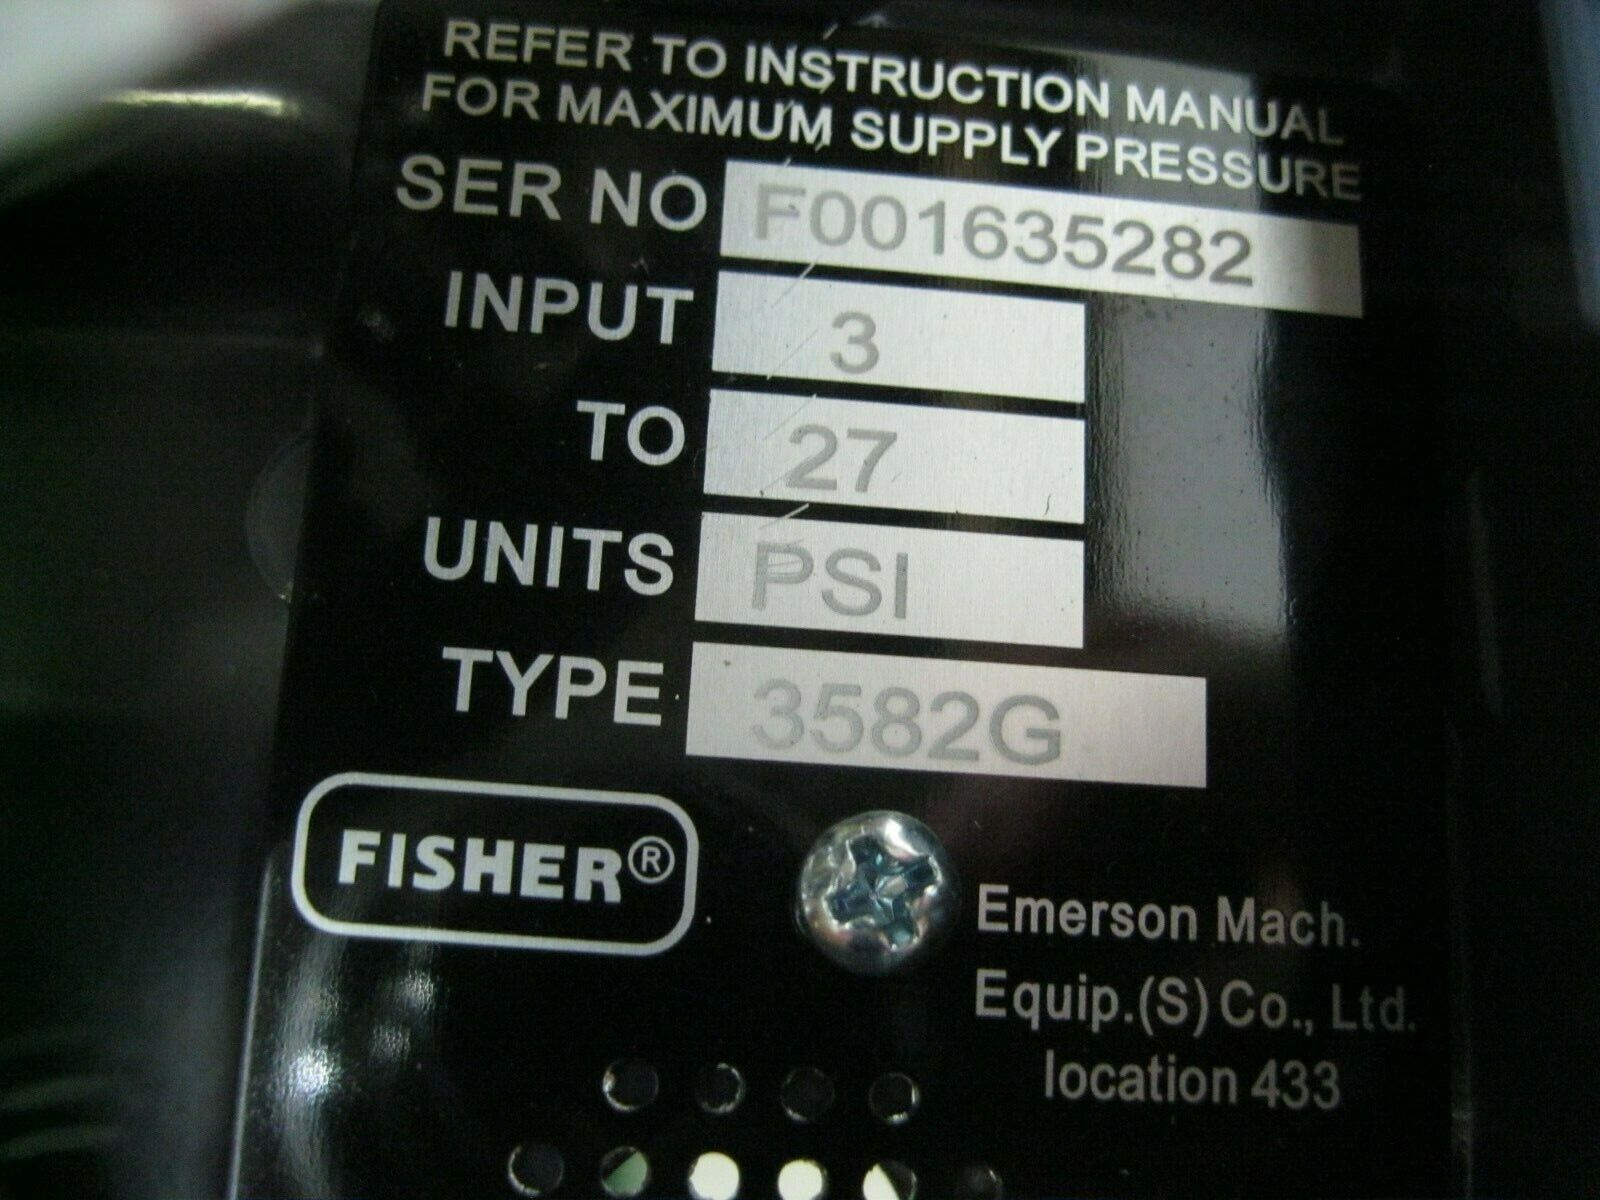 REFER TO INSTRUCTION MANUAL
FOR MAXIMUM SUPPLY PRESSURE
SER NO F001635282
INPUT 3
TO 27
UNITS PSI
TYPE 3582G
FISHER®
Emerson Mach.
Equip.(S) Co., Ltd.
location 433